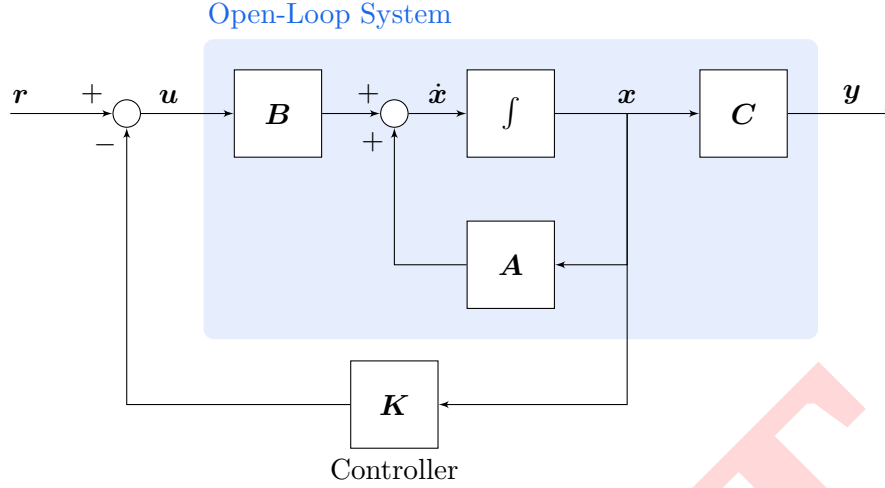 Open-Loop System
r + − u B + + ẋ ∫ x C y
A
K
Controller